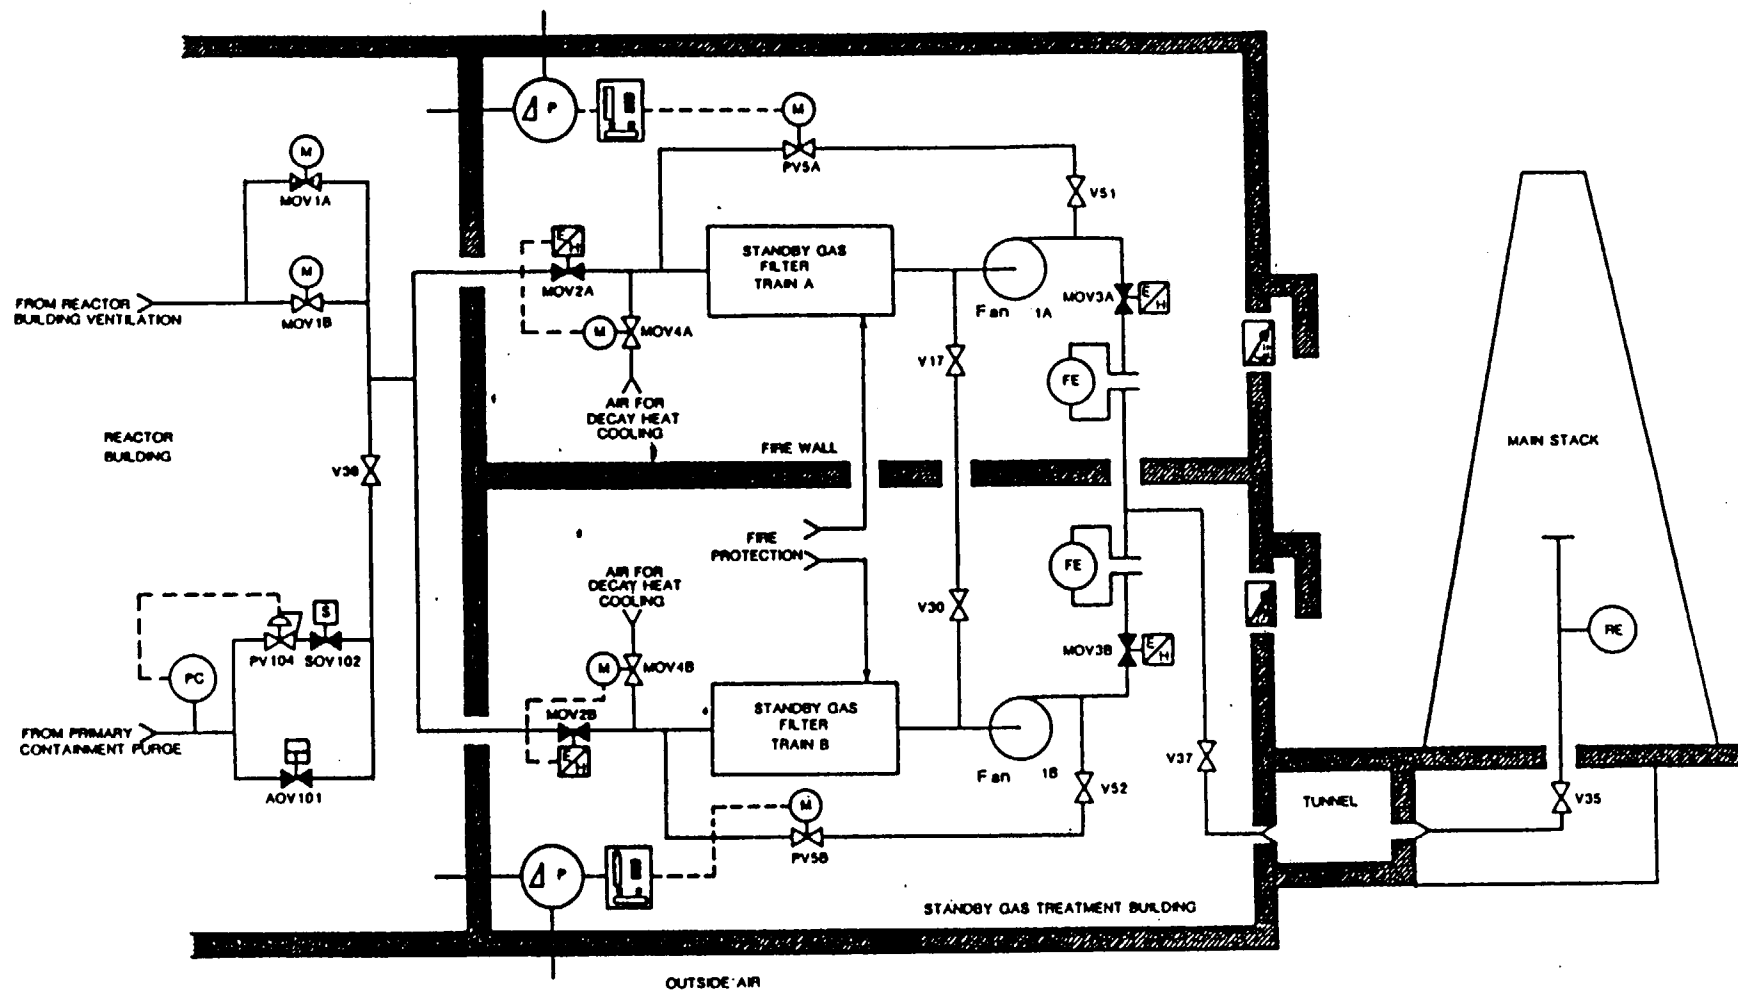 Δ P
M
PV5A
V51
M
MOV1A
M
MOV1B
FROM REACTOR
BUILDING VENTILATION
E
H
MOV2A
M
MOV4A
AIR FOR
DECAY HEAT
COOLING
STANDBY GAS
FILTER
TRAIN A
Fan 1A
MOV3A
E
H
V17
FE
REACTOR
BUILDING
FIRE WALL
MAIN STACK
FIRE
PROTECTION
FE
AIR FOR
DECAY HEAT
COOLING
V30
RE
S
PV104
SOV102
PC
M
MOV4B
MOV3B
E
H
FROM PRIMARY
CONTAINMENT PURGE
MOV2B
E
H
STANDBY GAS
FILTER
TRAIN B
Fan 1B
V37
AOV101
V52
TUNNEL
V35
M
PV5B
Δ P
STANDBY GAS TREATMENT BUILDING
OUTSIDE AIR